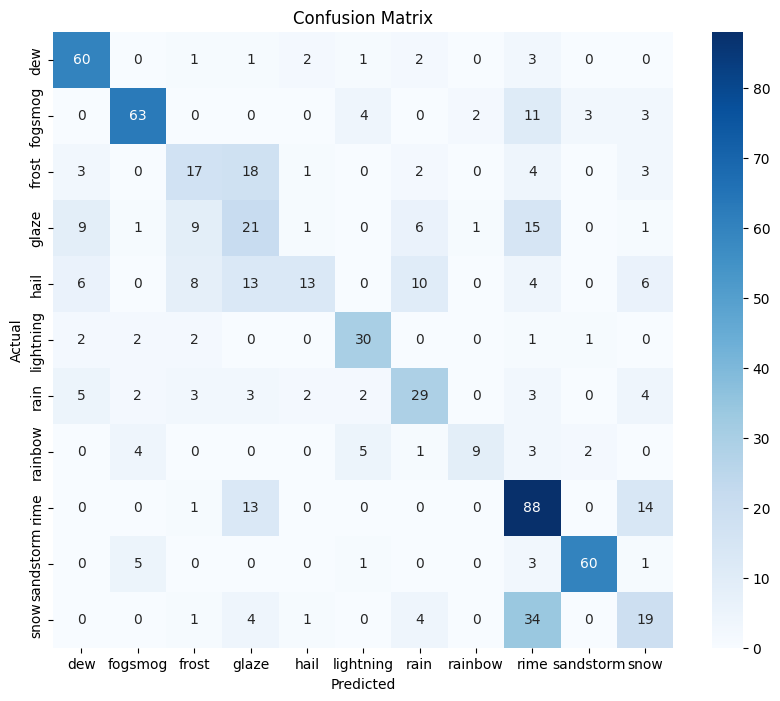 Confusion Matrix
dew 60 0 1 1 2 1 2 0 3 0 0
fogsmog 0 63 0 0 0 4 0 2 11 3 3
frost 3 0 17 18 1 0 2 0 4 0 3
glaze 9 1 9 21 1 0 6 1 15 0 1
hail 6 0 8 13 13 0 10 0 4 0 6
lightning 2 2 2 0 0 30 0 0 1 1 0
rain 5 2 3 3 2 2 29 0 3 0 4
rainbow 0 4 0 0 0 5 1 9 3 2 0
rime 0 0 1 13 0 0 0 0 88 0 14
sandstorm 0 5 0 0 0 1 0 0 3 60 1
snow 0 0 1 4 1 0 4 0 34 0 19
dew fogsmog frost glaze hail lightning rain rainbow rime sandstorm snow
Predicted
Actual
80
70
60
50
40
30
20
10
0